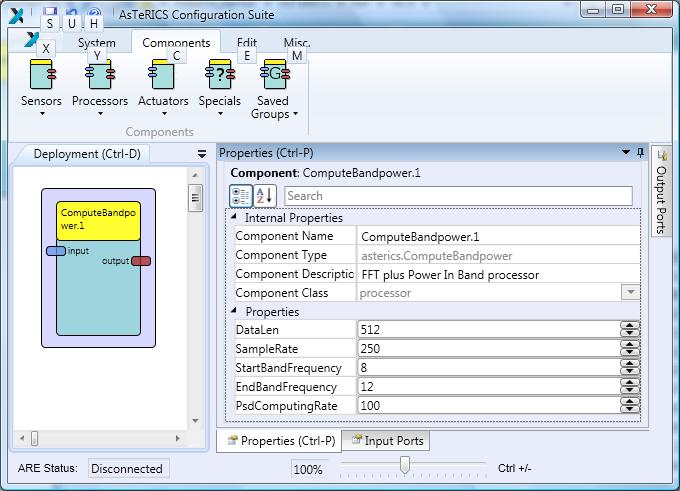 AsTeRICS Configuration Suite
S U H
System Components Edit Misc.
X Y C E M
Sensors Processors Actuators Specials Saved Groups
Components
Deployment (Ctrl-D)
ComputeBandpo
wer.1
input
output
Properties (Ctrl-P)
Component: ComputeBandpower.1
A Z Search
Internal Properties
Component Name ComputeBandpower.1
Component Type asterics.ComputeBandpower
Component Descriptio FFT plus Power In Band processor
Component Class processor
Properties
DataLen 512
SampleRate 250
StartBandFrequency 8
EndBandFrequency 12
PsdComputingRate 100
Output Ports
Properties (Ctrl-P) Input Ports
ARE Status: Disconnected 100% Ctrl +/-